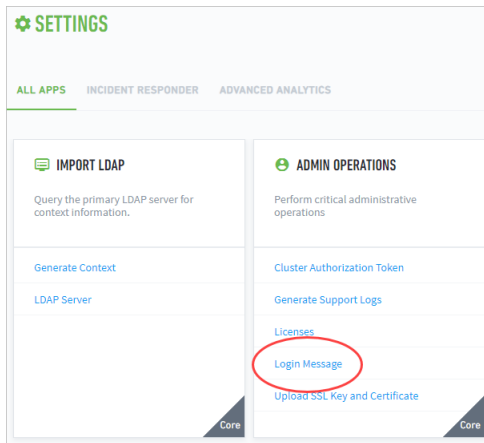 SETTINGS
ALL APPS INCIDENT RESPONDER ADVANCED ANALYTICS
IMPORT LDAP
Query the primary LDAP server for
context information.
Generate Context
LDAP Server
Core
ADMIN OPERATIONS
Perform critical administrative
operations
Cluster Authorization Token
Generate Support Logs
Licenses
Login Message
Upload SSL Key and Certificate
Core